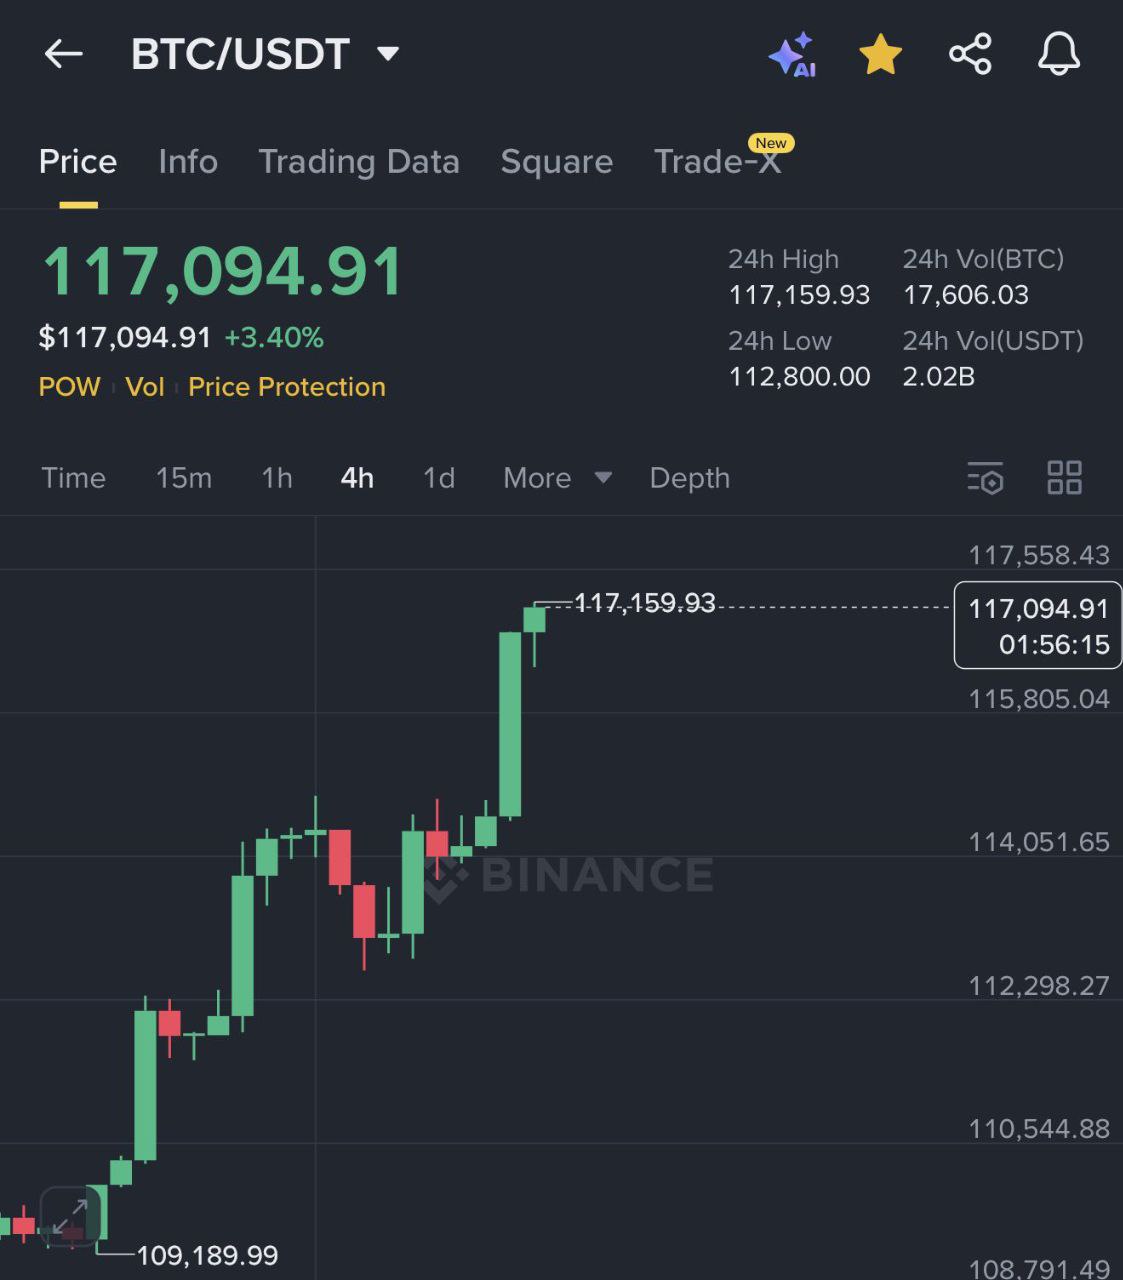 BTC/USDT
AI
New
Price Info Trading Data Square Trade-X
117,094.91
$117,094.91 +3.40%
POW Vol Price Protection
24h High
117,159.93
24h Vol(BTC)
17,606.03
24h Low
112,800.00
24h Vol(USDT)
2.02B
Time 15m 1h 4h 1d More Depth
117,558.43
117,159.93
117,094.91
01:56:15
115,805.04
114,051.65
BINANCE
112,298.27
110,544.88
109,189.99
108,791.49